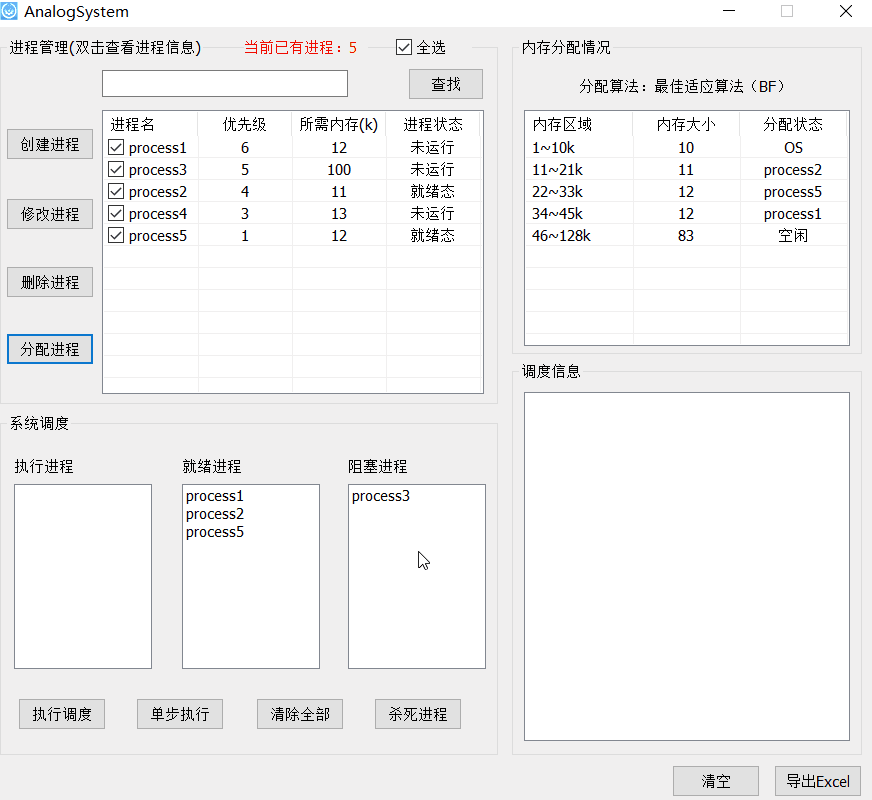 AnalogSystem
进程管理(双击查看进程信息) 当前已有进程：5 全选
查找
创建进程
修改进程
删除进程
分配进程
进程名 优先级 所需内存(k) 进程状态
process1 6 12 未运行
process3 5 100 未运行
process2 4 11 就绪态
process4 3 13 未运行
process5 1 12 就绪态
内存分配情况
分配算法：最佳适应算法（BF）
内存区域 内存大小 分配状态
1~10k 10 OS
11~21k 11 process2
22~33k 12 process5
34~45k 12 process1
46~128k 83 空闲
系统调度
执行进程 就绪进程 阻塞进程
process1
process2
process5
process3
执行调度 单步执行 清除全部 杀死进程
调度信息
清空 导出Excel